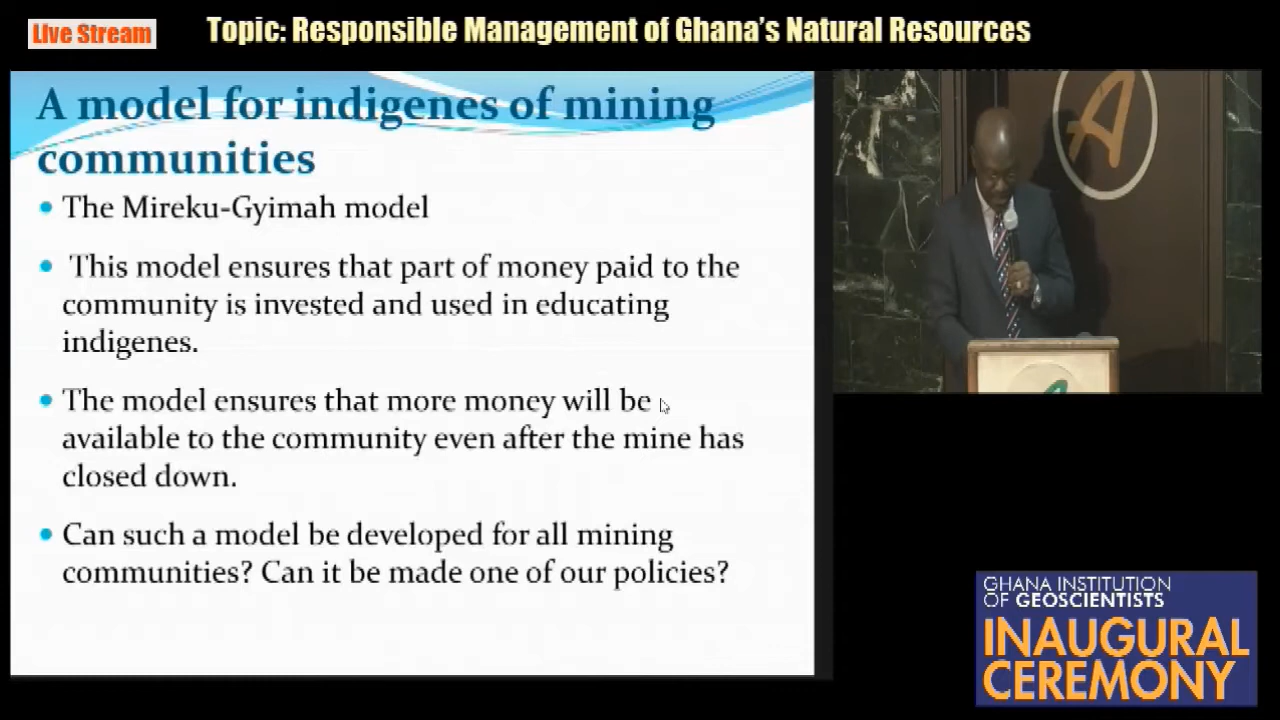 Live Stream
Topic: Responsible Management of Ghana's Natural Resources
A model for indigenes of mining
communities
• The Mireku-Gyimah model
• This model ensures that part of money paid to the
community is invested and used in educating
indigenes.
• The model ensures that more money will be
available to the community even after the mine has
closed down.
• Can such a model be developed for all mining
communities? Can it be made one of our policies?
A
GHANA INSTITUTION
OF GEOSCIENTISTS
INAUGURAL
CEREMONY